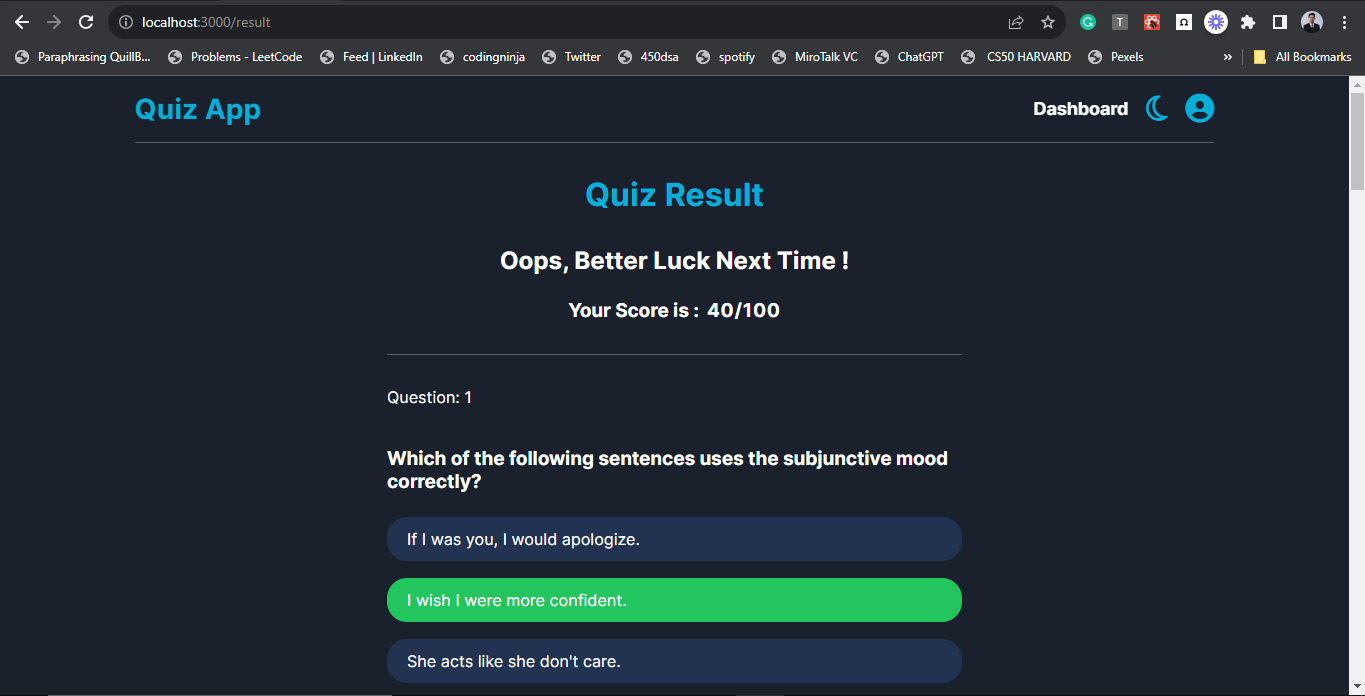 localhost:3000/result
Paraphrasing QuillB... Problems - LeetCode Feed | LinkedIn codingninja Twitter 450dsa spotify MiroTalk VC ChatGPT CS50 HARVARD Pexels » All Bookmarks
Quiz App Dashboard
Quiz Result
Oops, Better Luck Next Time !
Your Score is : 40/100
Question: 1
Which of the following sentences uses the subjunctive mood
correctly?
If I was you, I would apologize.
I wish I were more confident.
She acts like she don't care.